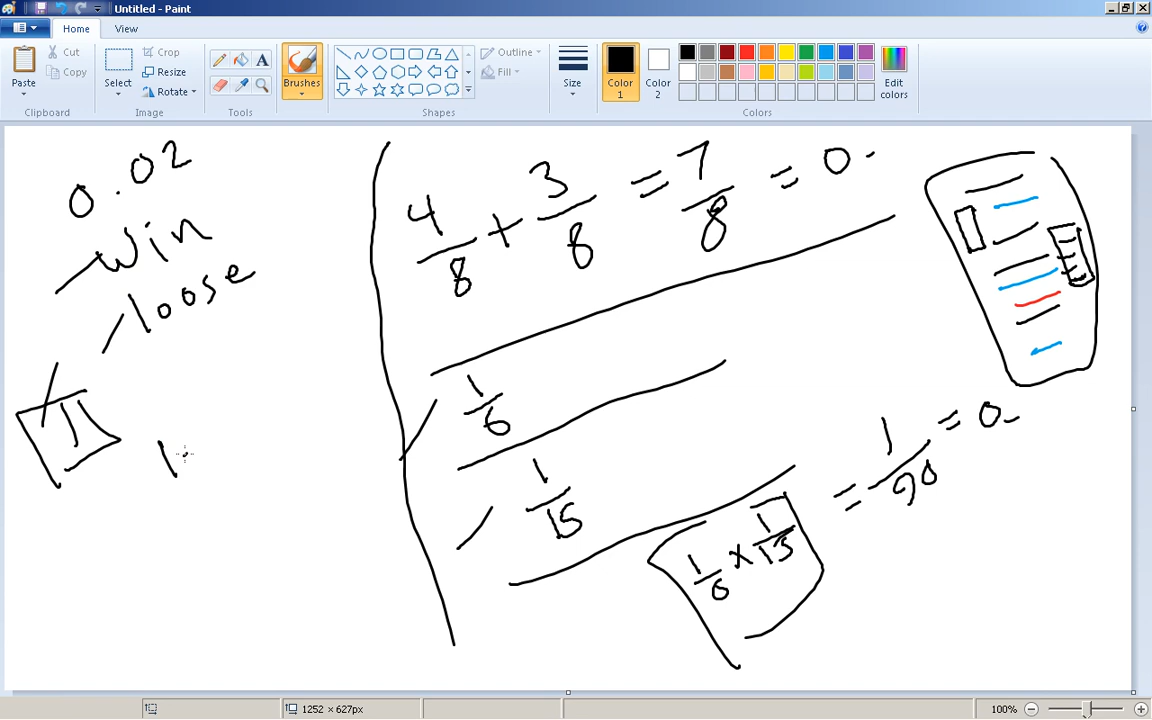 Untitled - Paint
Home View
Paste
Cut
Copy
Clipboard
Select
Crop
Resize
Rotate
Image
A
Tools
Brushes
Outline
Fill
Shapes
Size
Color 1
Color 2
Edit colors
Colors
0.02
Win
loose
4/8 + 3/8 = 7/8 = 0.
1/6
1/15
1/6 x 1/15 = 1/90 = 0.
1252 × 627px
100%